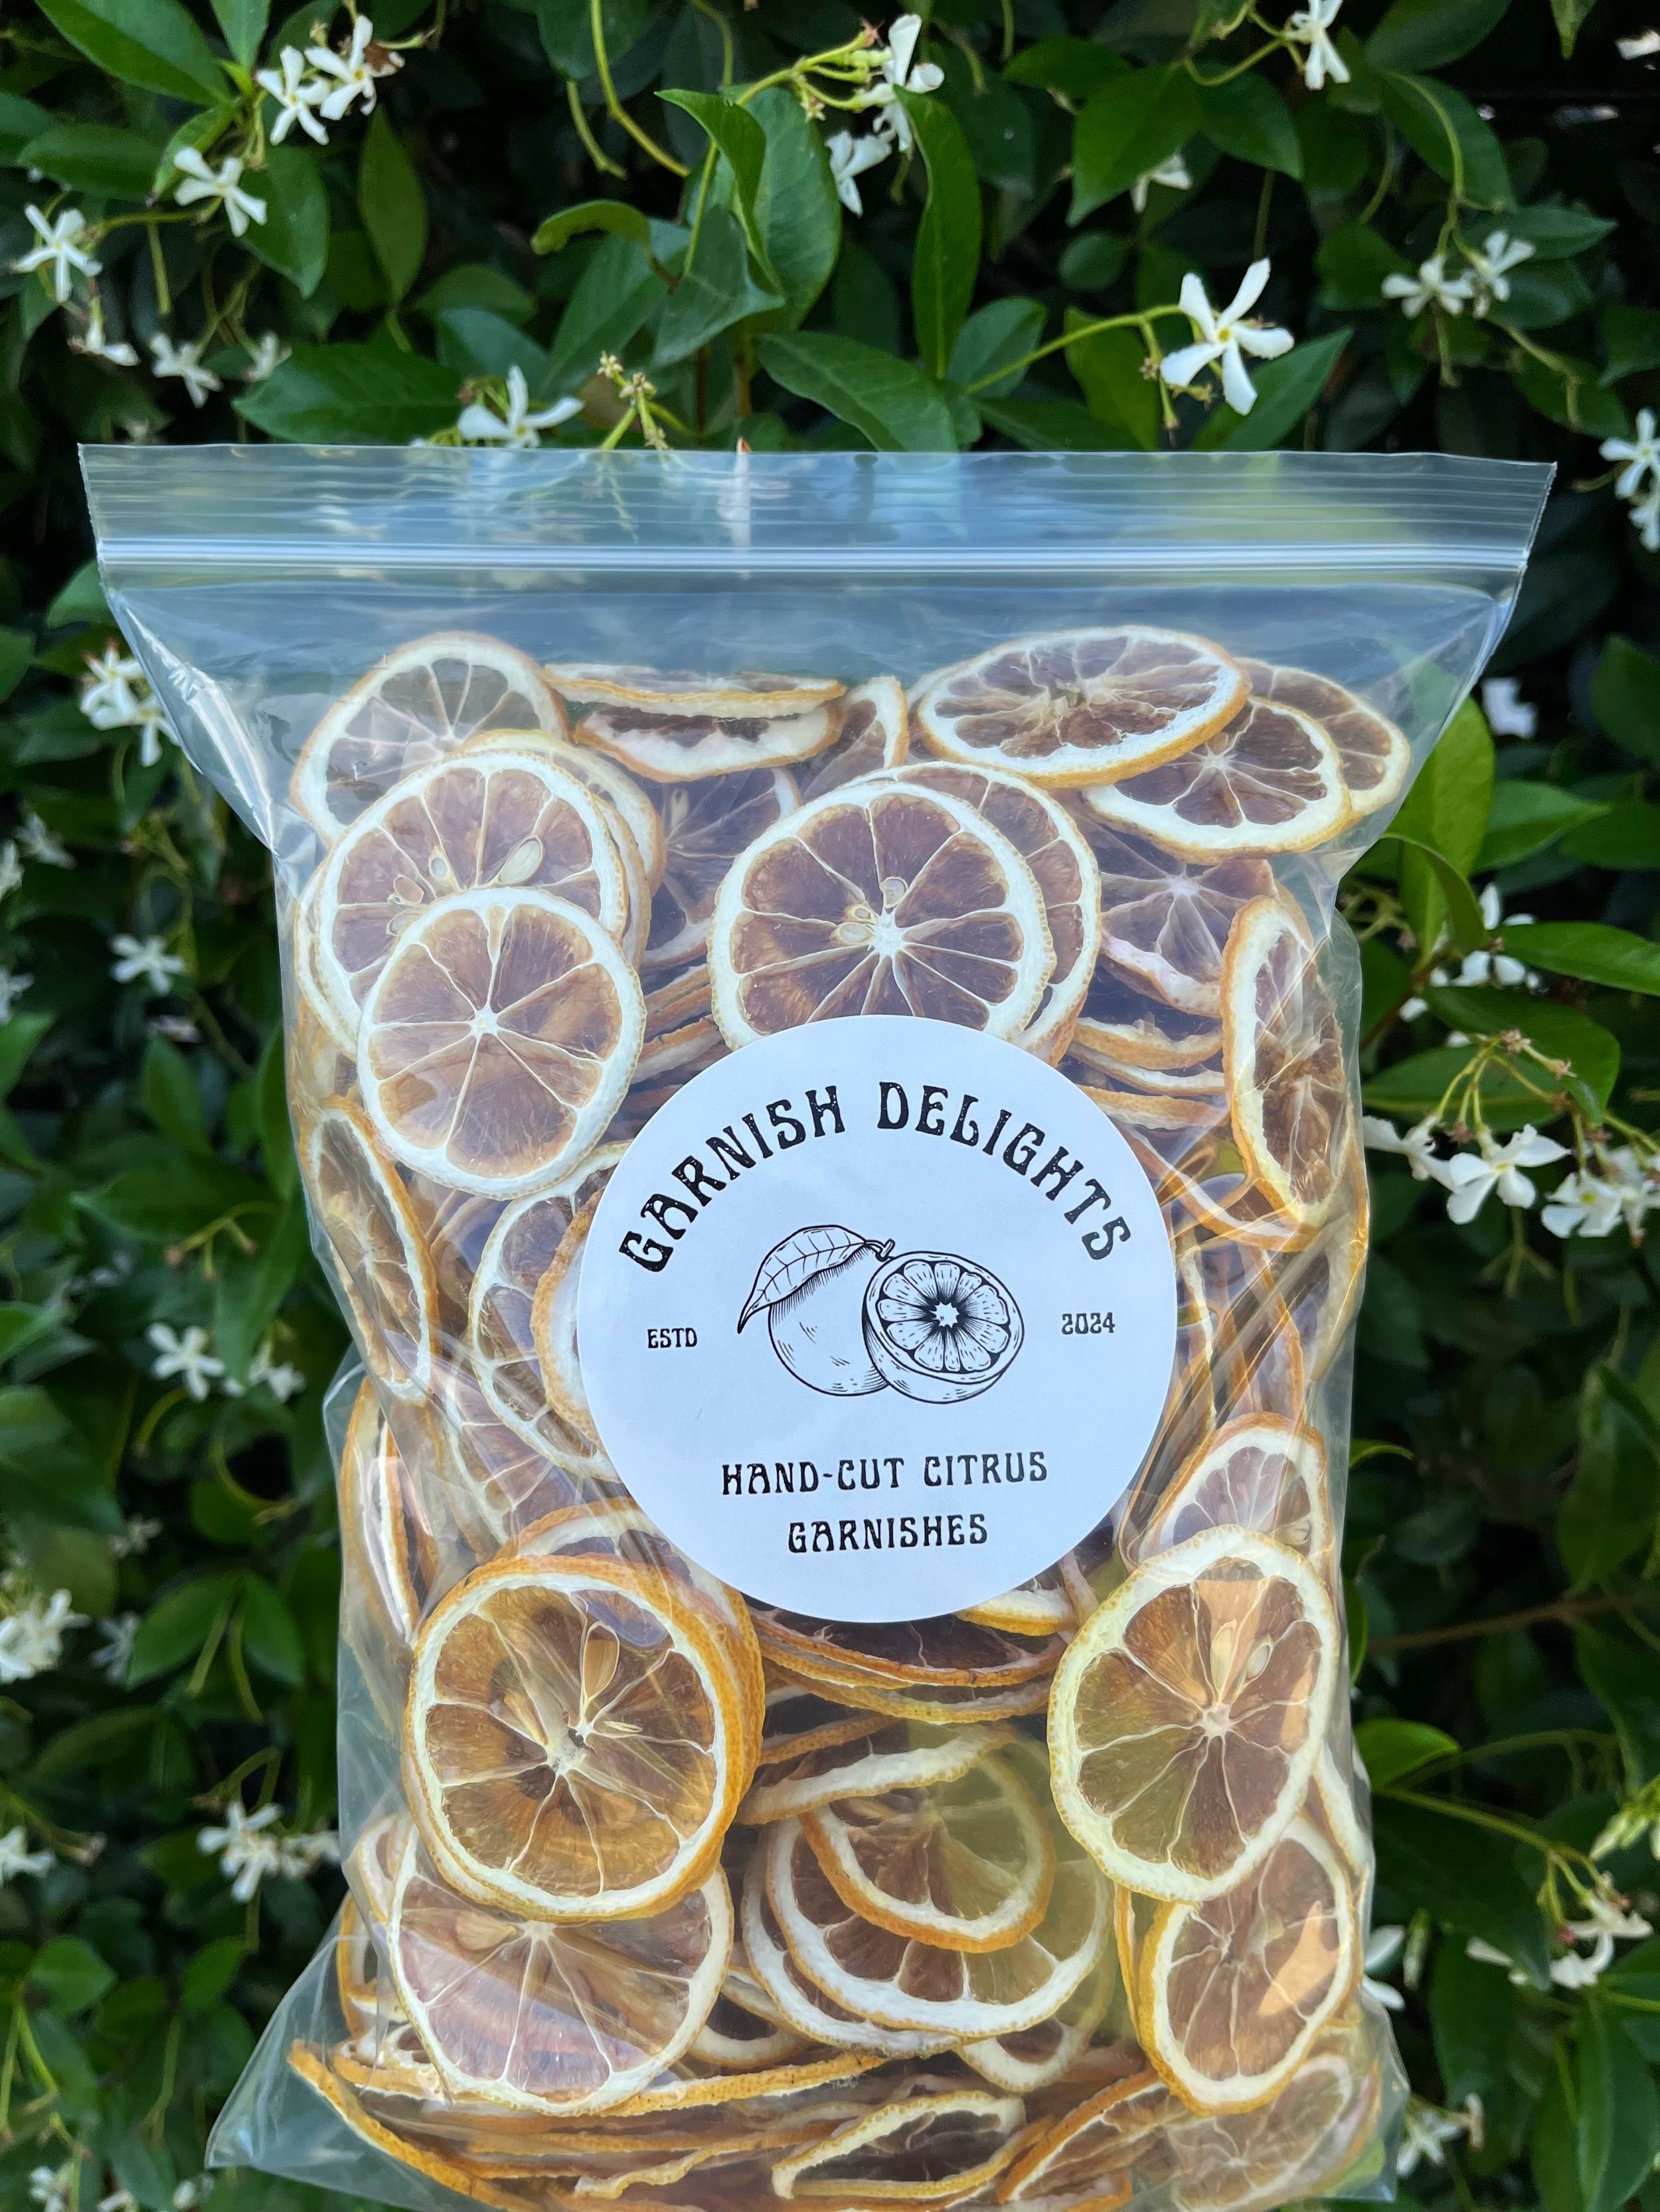 GARNISH DELIGHTS
ESTD 2024
HAND-CUT CITRUS
GARNISHES